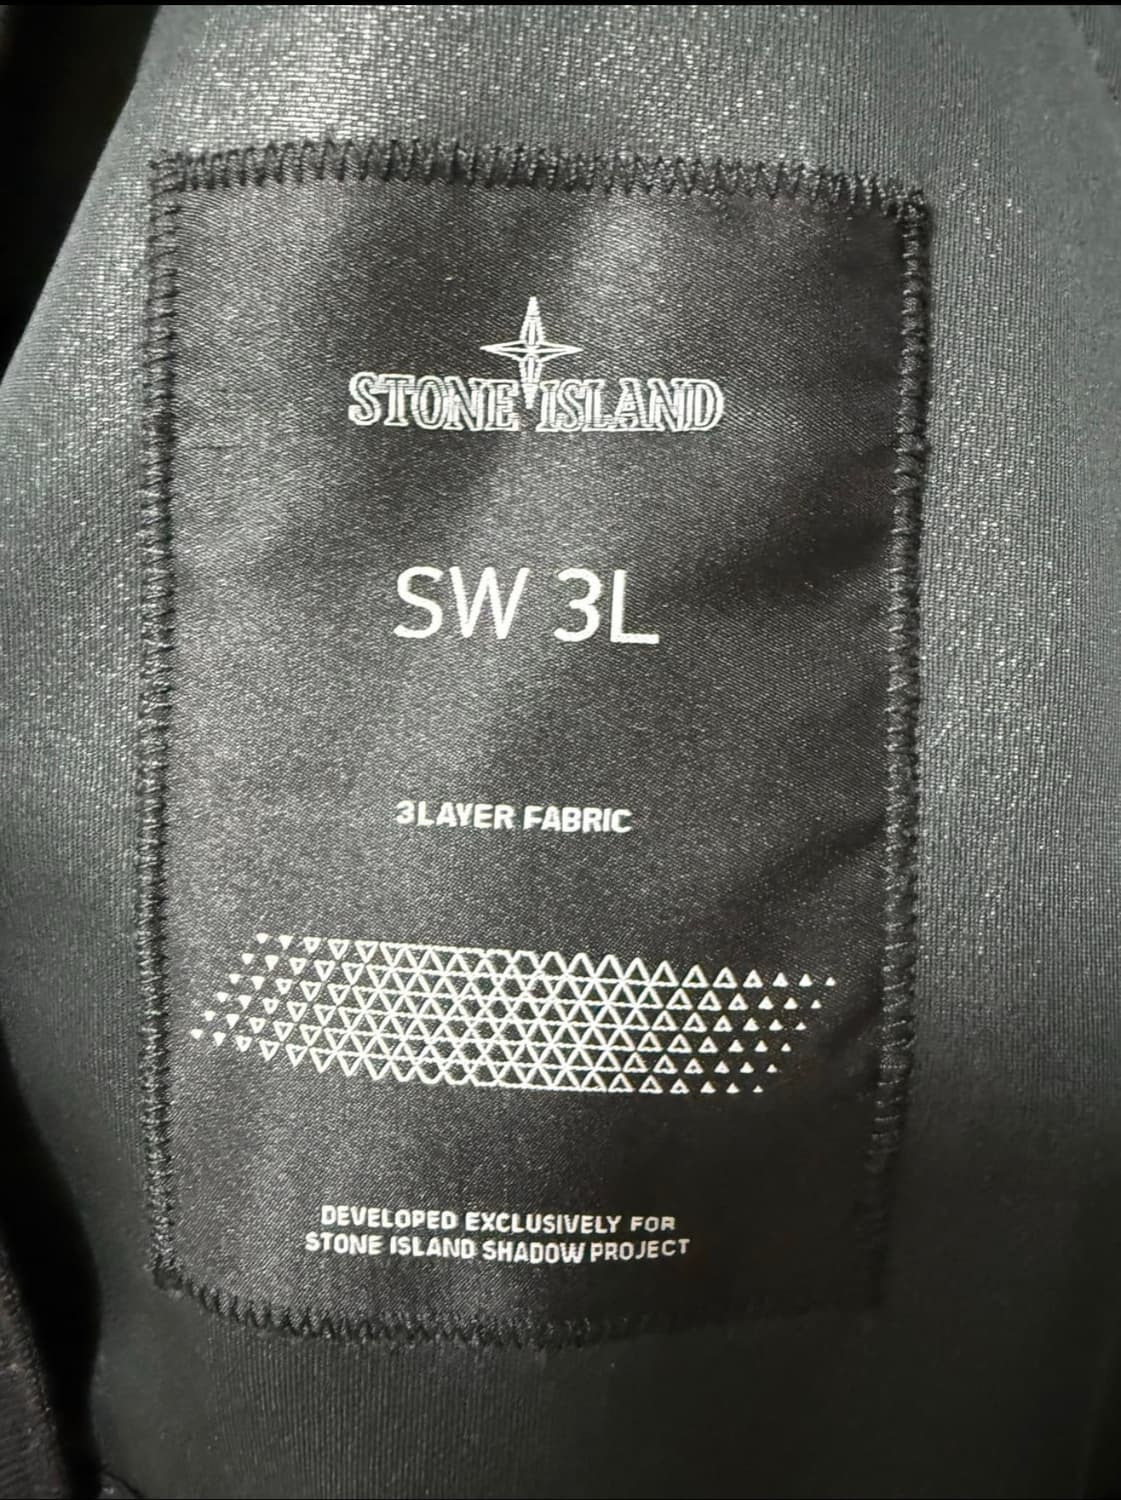 STONE ISLAND
SW 3L
3LAYER FABRIC
DEVELOPED EXCLUSIVELY FOR
STONE ISLAND SHADOW PROJECT